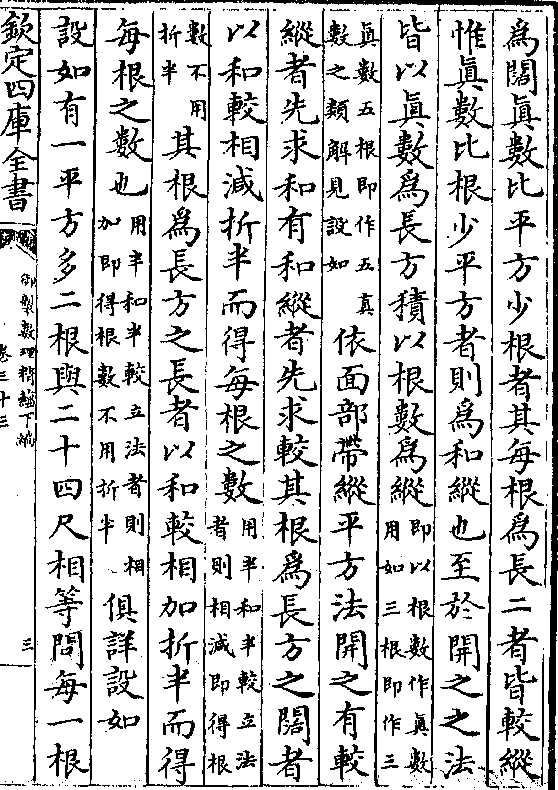 爲闊眞數比平方少根者其每根爲長二者皆較縱
惟眞數比根少平方者則爲和縱也至於開之之法
皆以眞數爲長方積以根數爲縱即以根數作眞數用如三根即作三
眞數五根即作五眞數之類解見設如依面部帶縱平方法開之有較
縱者先求和有和縱者先求較其根爲長方之闊者
以和較相減折半而得每根之數用半和半較立法者則相減即得根
數不用折半其根爲長方之長者以和較相加折半而得
每根之數也用半和半較立法者則相加即得根數不用折半俱詳設如
設如有一平方多二根與二十四尺相等問每一根
欽定四庫全書
御製數理精蘊下編
卷三十三
三